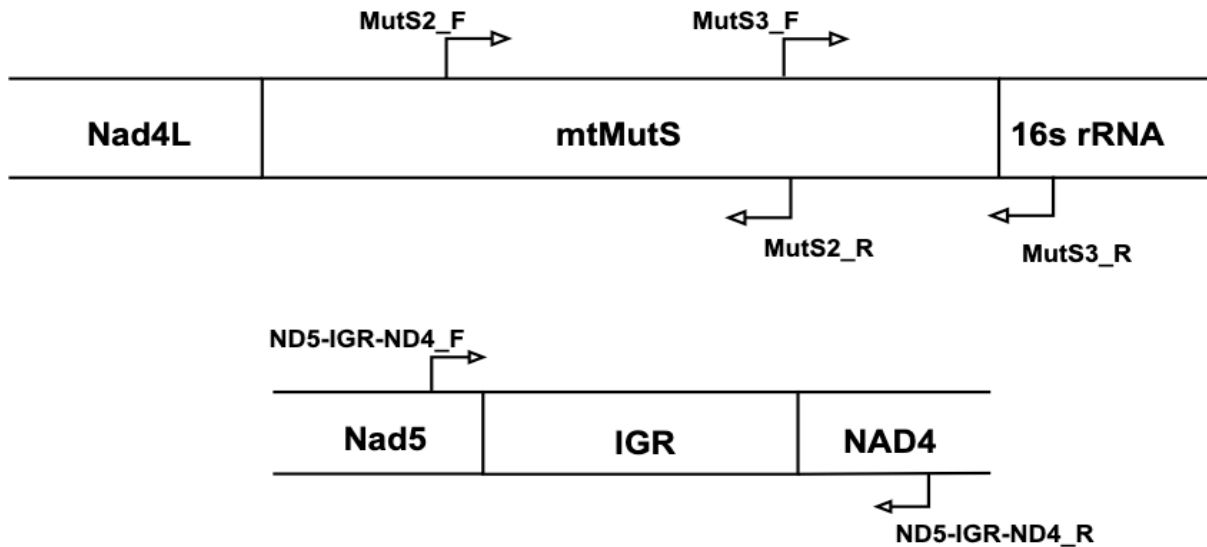 MutS2_F
MutS3_F
Nad4L
mtMutS
16s rRNA
MutS2_R
MutS3_R
ND5-IGR-ND4_F
Nad5
IGR
NAD4
ND5-IGR-ND4_R